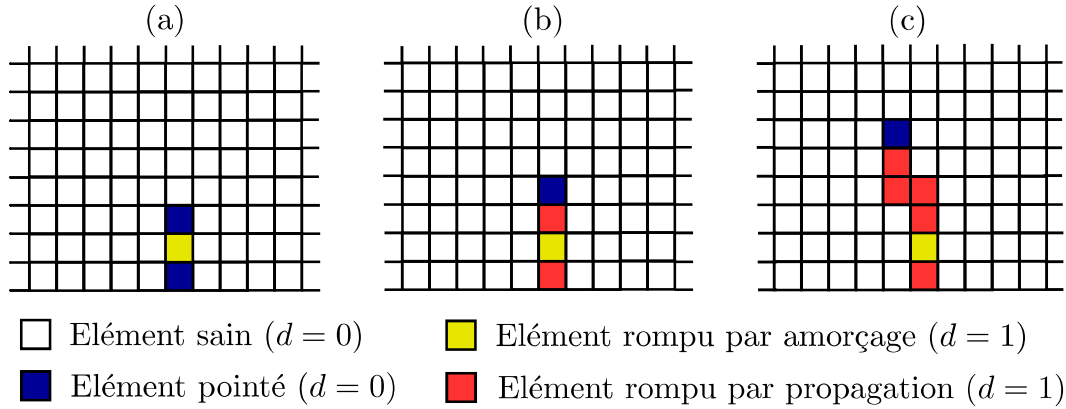 (a) (b) (c)
Elément sain (d = 0) Elément rompu par amorçage (d = 1)
Elément pointé (d = 0) Elément rompu par propagation (d = 1)